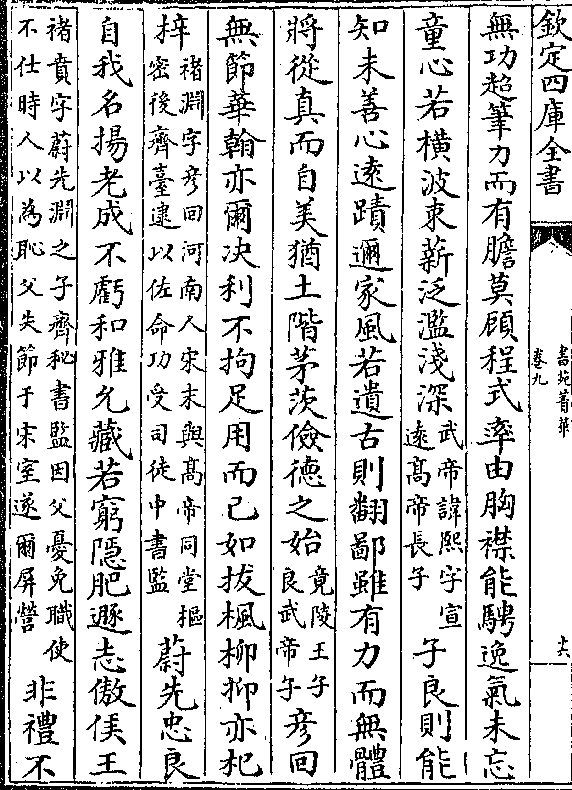 欽定四庫全書
書苑菁華
卷九
十六
無功超筆力而有膽莫顧程式率由胸襟能騁逸氣未忘
童心若横波束薪泛濫淺深
武帝諱熙字宣
遠髙帝長子
子良則能
知未善心遠蹟邇家風若遺古則翻鄙雖有力而無體
將從真而自美猶土階茅茨儉德之始
竟陵王子
良武帝子
彦回
無節華翰亦爾决利不拘足用而已如拔楓柳抑亦杞
梓
褚淵字彦回河南人宋末與髙帝同堂樞
密後齊臺逮以佐命功受司徒中書監
蔚先忠良
自我名揚老成不虧和雅允藏若窮隱肥遯志傲侯王
褚賁字蔚先淵之子齊秘書監因父憂免職使
不仕時人以為恥父失節于宋室遂爾屏營
非禮不